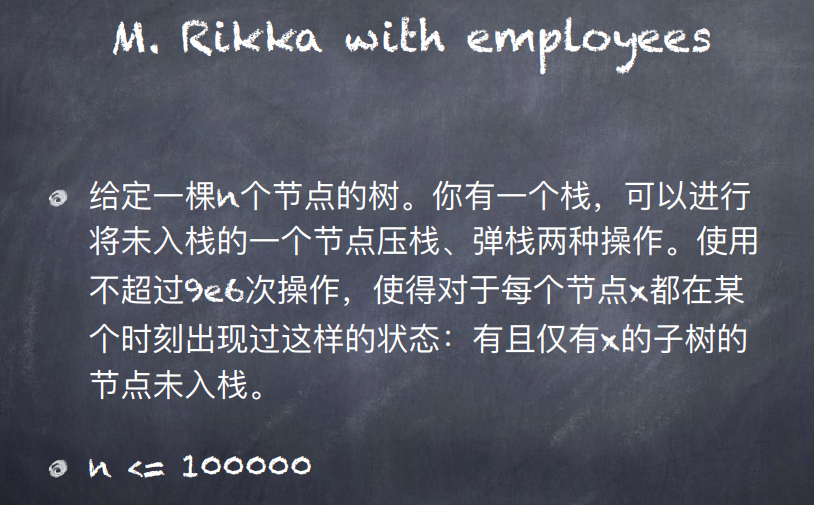 M. Rikka with employees
给定一棵n个节点的树。你有一个栈，可以进行
将未入栈的一个节点压栈、弹栈两种操作。使用
不超过9e6次操作，使得对于每个节点x都在某
个时刻出现过这样的状态：有且仅有x的子树的
节点未入栈。
n <= 100000